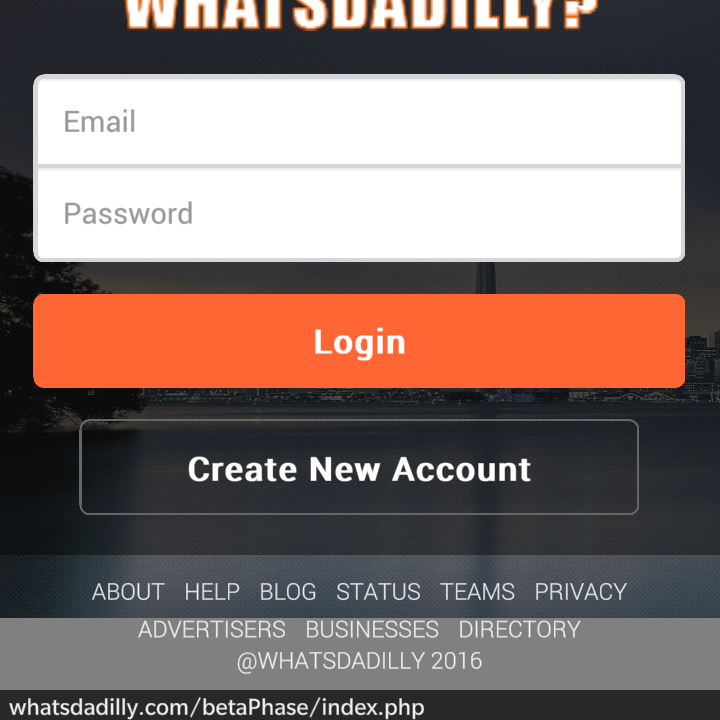 WHATSDADILLY?
Email
Password
Login
Create New Account
ABOUT HELP BLOG STATUS TEAMS PRIVACY
ADVERTISERS BUSINESSES DIRECTORY
@WHATSDADILLY 2016
whatsdadilly.com/betaPhase/index.php